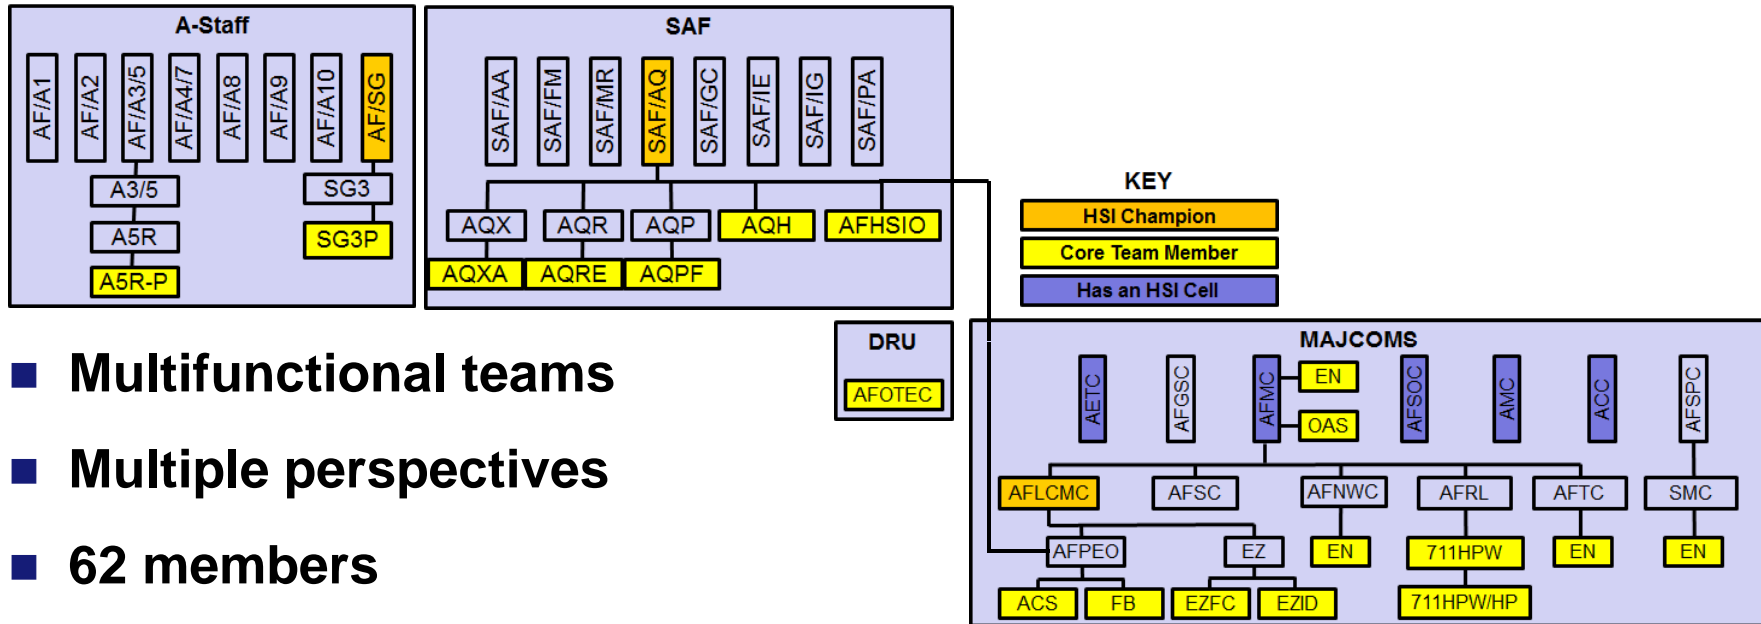 A-Staff
AF/A1
AF/A2
AF/A3/5
AF/A4/7
AF/A8
AF/A9
AF/A10
AF/SG
A3/5
SG3
A5R
SG3P
A5R-P
SAF
SAF/AA
SAF/FM
SAF/MR
SAF/AQ
SAF/GC
SAF/IE
SAF/IG
SAF/PA
AQX
AQR
AQP
AQH
AFHSIO
AQXA
AQRE
AQPF
KEY
HSI Champion
Core Team Member
Has an HSI Cell
DRU
AFOTEC
Multifunctional teams
Multiple perspectives
62 members
MAJCOMS
AETC
AFGSC
AFMC
EN
OAS
AFSOC
AMC
ACC
AFSPC
AFLCMC
AFSC
AFNWC
AFRL
AFTC
SMC
AFPEO
EZ
EN
711HPW
EN
EN
ACS
FB
EZFC
EZID
711HPW/HP